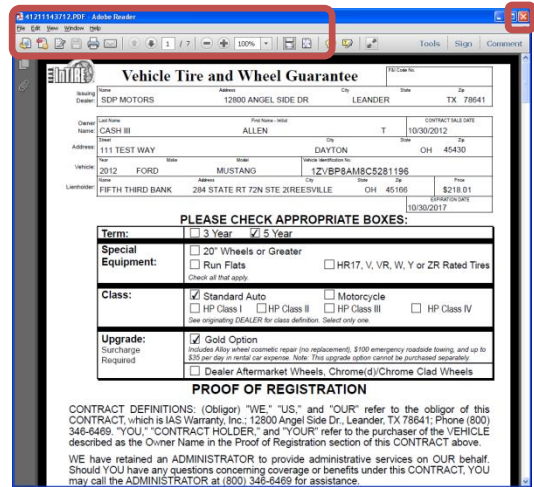 41211143712.PDF - Adobe Reader
File Edit View Window Help
1 / 7 100% Tools Sign Comment
ENTIRE Vehicle Tire and Wheel Guarantee F&I Code No.
Issuing Dealer: Name Address City State Zip
SDP MOTORS 12800 ANGEL SIDE DR LEANDER TX 78641
Owner Name: Last Name First Name - Initial CONTRACT SALE DATE
CASH III ALLEN T 10/30/2012
Address: Street City State Zip
111 TEST WAY DAYTON OH 45430
Vehicle: Year Make Model Vehicle Identification No.
2012 FORD MUSTANG 1ZVBP8AM8C5281196
Lienholder: Name Address City State Zip Price
FIFTH THIRD BANK 284 STATE RT 72N STE 2(REESVILLE OH 45166 $218.01
EXPIRATION DATE
10/30/2017
PLEASE CHECK APPROPRIATE BOXES:
Term: 3 Year 5 Year
Special Equipment: 20" Wheels or Greater
Run Flats HR17, V, VR, W, Y or ZR Rated Tires
Check all that apply.
Class: Standard Auto Motorcycle
HP Class I HP Class II HP Class III HP Class IV
See originating DEALER for class definition. Select only one.
Upgrade: Gold Option
Surcharge Required
Includes Alloy wheel cosmetic repair (no replacement), $100 emergency roadside towing, and up to
$35 per day in rental car expense. Note: This upgrade option cannot be purchased separately.
Dealer Aftermarket Wheels, Chrome(d)/Chrome Clad Wheels
PROOF OF REGISTRATION
CONTRACT DEFINITIONS: (Obligor) "WE," "US," and "OUR" refer to the obligor of this
CONTRACT, which is IAS Warranty, Inc.; 12800 Angel Side Dr., Leander, TX 78641; Phone (800)
346-6469. "YOU," "CONTRACT HOLDER," and "YOUR" refer to the purchaser of the VEHICLE
described as the Owner Name in the Proof of Registration section of this CONTRACT above.
WE have retained an ADMINISTRATOR to provide administrative services on OUR behalf.
Should YOU have any questions concerning coverage or benefits under this CONTRACT, YOU
may call the ADMINISTRATOR at (800) 346-6469 for assistance.